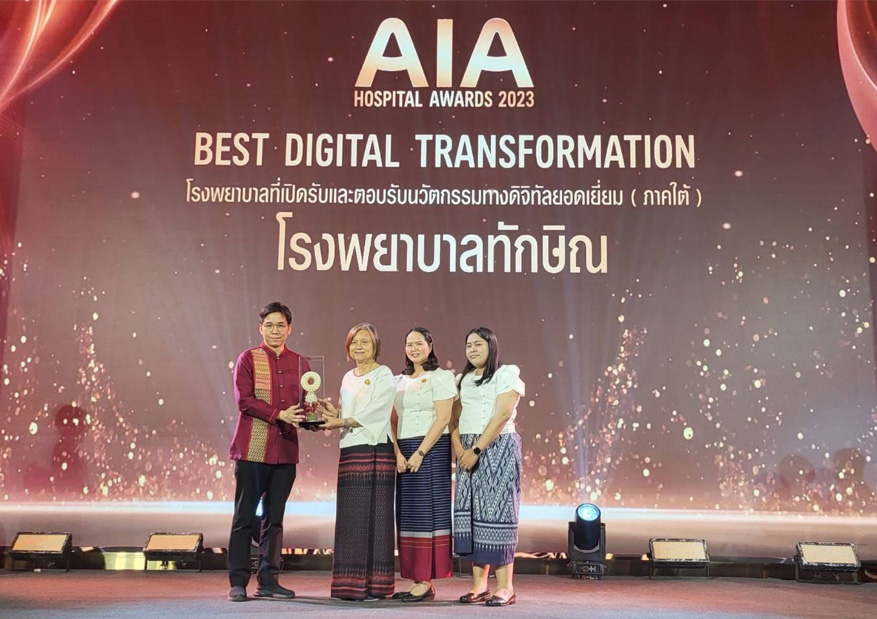 AIA
HOSPITAL AWARDS 2023
BEST DIGITAL TRANSFORMATION
โรงพยาบาลที่เปิดรับและตอบรับนวัตกรรมทางดิจิทัลยอดเยี่ยม ( ภาคใต้ )
โรงพยาบาลทักษิณ